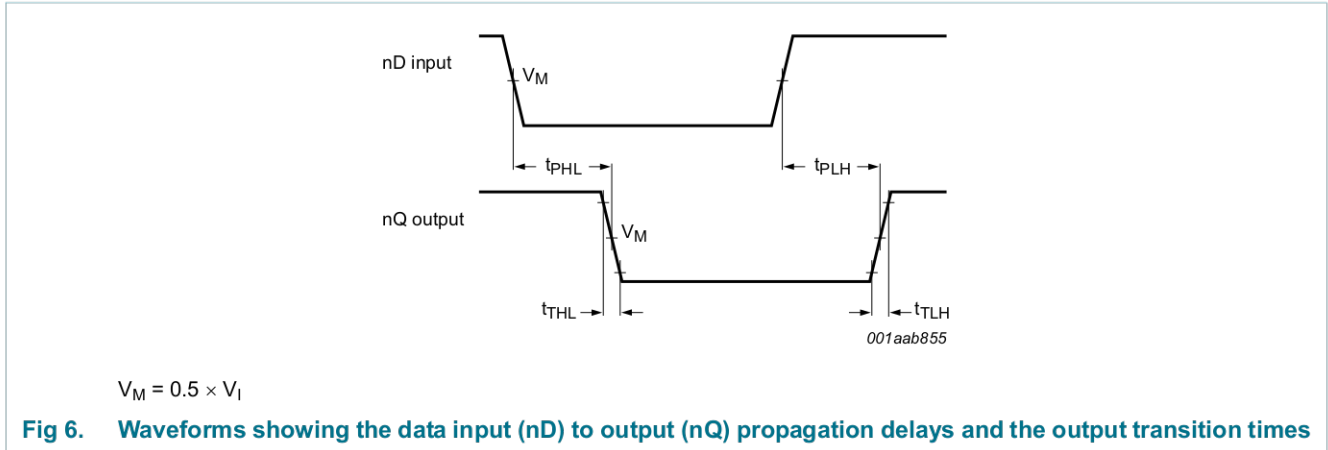 nD input
VM
tPHL
tPLH
nQ output
VM
tTHL
tTLH
001aab855
VM = 0.5 × VI
Fig 6. Waveforms showing the data input (nD) to output (nQ) propagation delays and the output transition times